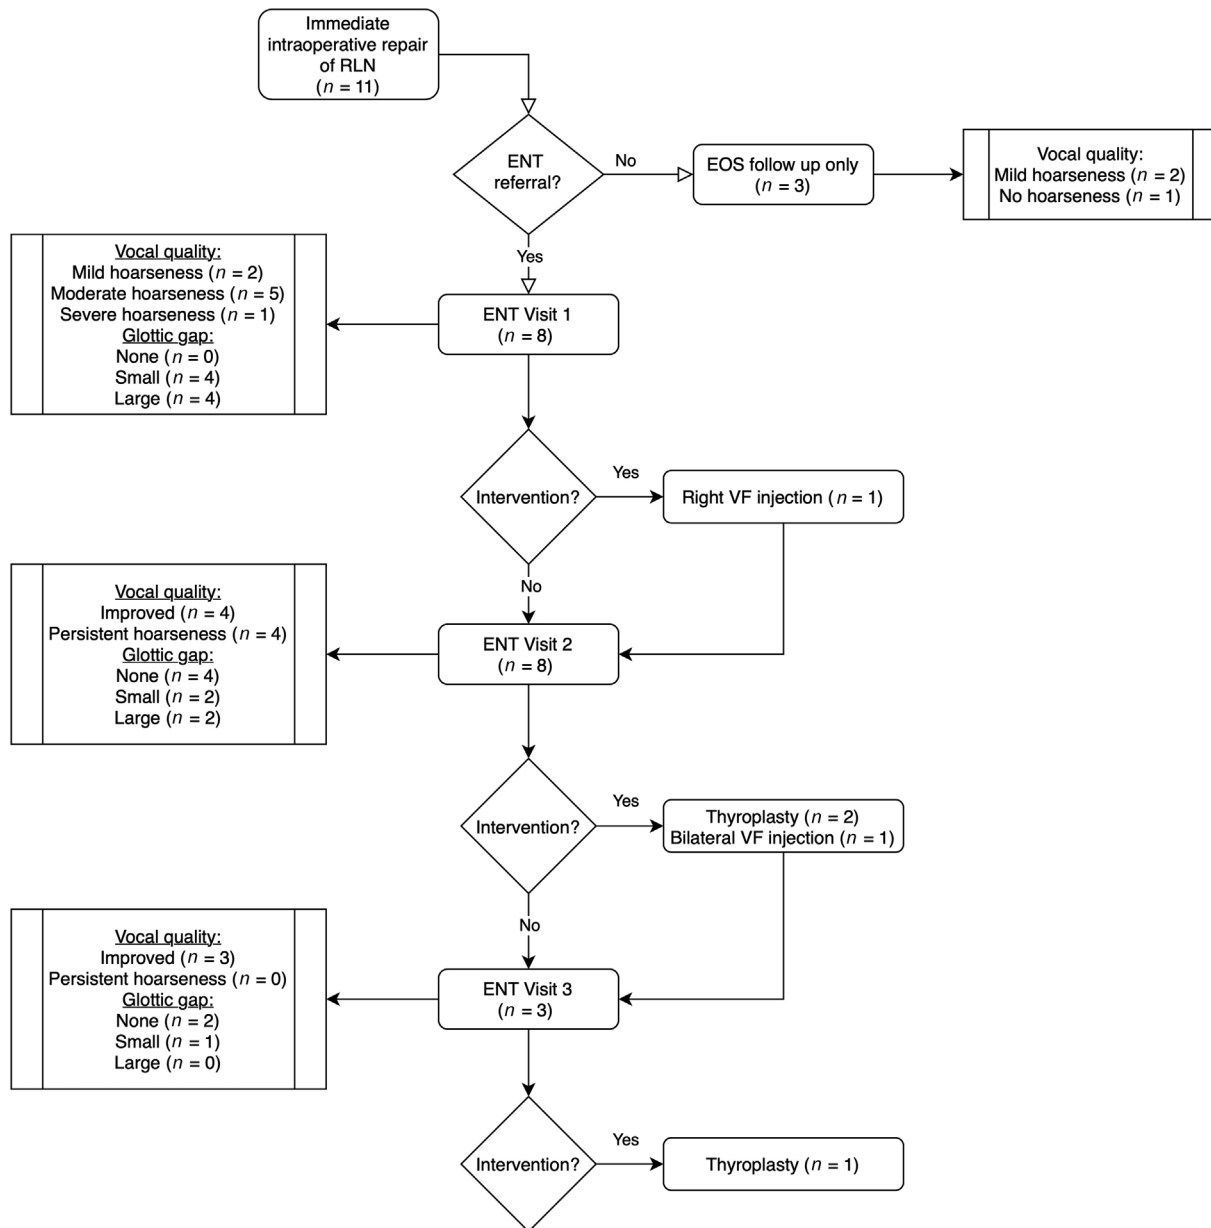 Immediate
intraoperative repair
of RLN
(n = 11)
ENT
referral?
No
EOS follow up only
(n = 3)
Vocal quality:
Mild hoarseness (n = 2)
No hoarseness (n = 1)
Yes
Vocal quality:
Mild hoarseness (n = 2)
Moderate hoarseness (n = 5)
Severe hoarseness (n = 1)
Glottic gap:
None (n = 0)
Small (n = 4)
Large (n = 4)
ENT Visit 1
(n = 8)
Intervention?
Yes
Right VF injection (n = 1)
No
Vocal quality:
Improved (n = 4)
Persistent hoarseness (n = 4)
Glottic gap:
None (n = 4)
Small (n = 2)
Large (n = 2)
ENT Visit 2
(n = 8)
Intervention?
Yes
Thyroplasty (n = 2)
Bilateral VF injection (n = 1)
No
Vocal quality:
Improved (n = 3)
Persistent hoarseness (n = 0)
Glottic gap:
None (n = 2)
Small (n = 1)
Large (n = 0)
ENT Visit 3
(n = 3)
Intervention?
Yes
Thyroplasty (n = 1)